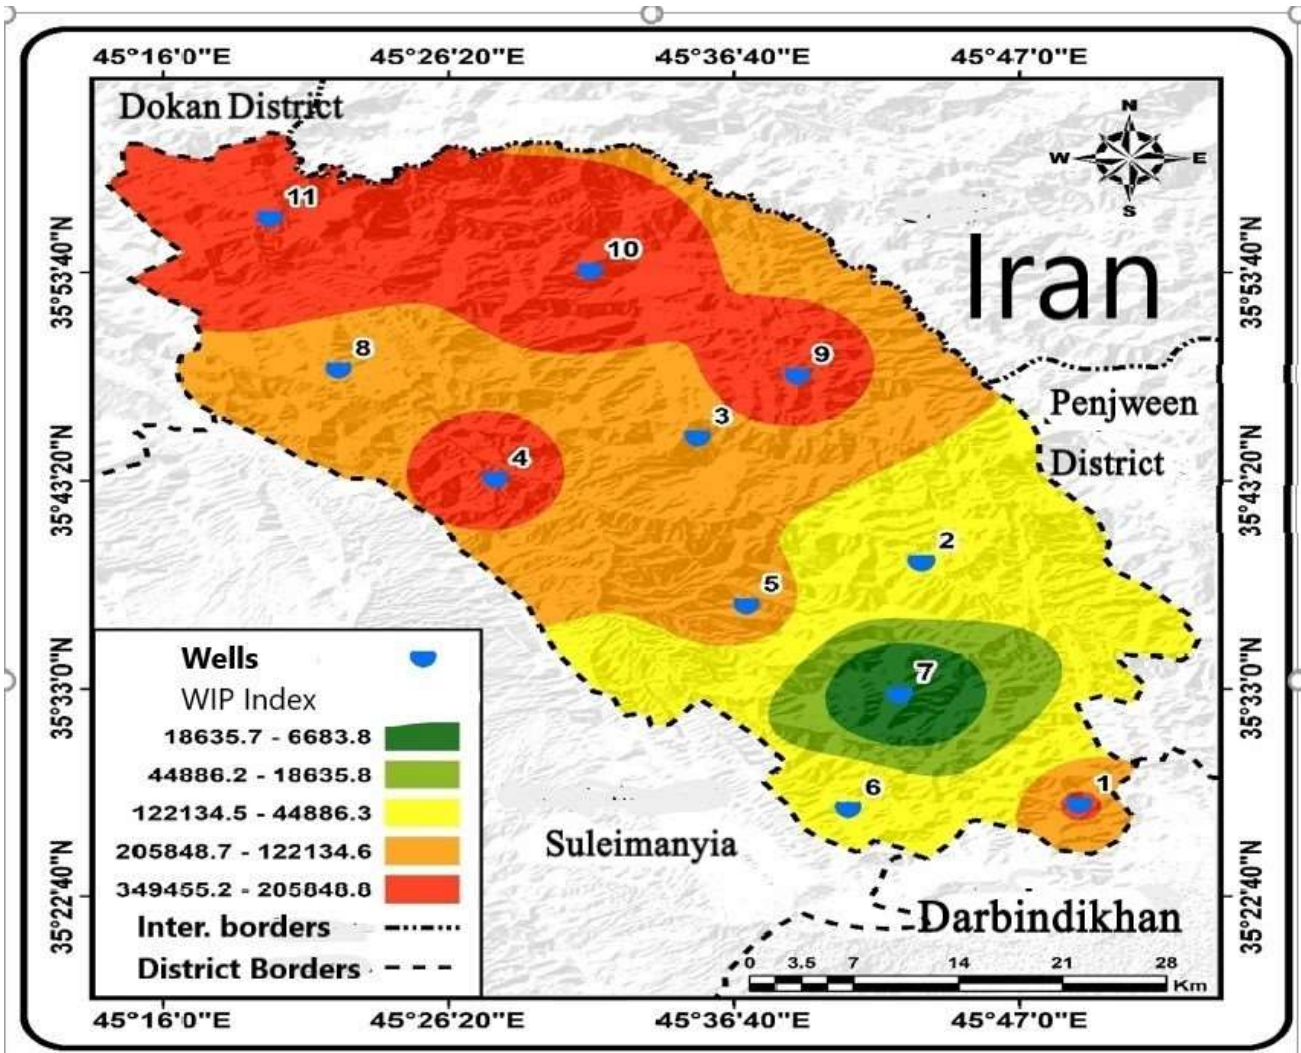 45°16'0"E 45°26'20"E 45°36'40"E 45°47'0"E
Dokan District
N
W E
S
11
10
35°53'40"N
35°53'40"N
Iran
8
9
Penjween
District
3
4
35°43'20"N
35°43'20"N
2
5
Wells
WIP Index
18635.7 - 6683.8
44886.2 - 18635.8
122134.5 - 44886.3
205848.7 - 122134.6
349455.2 - 205848.8
Inter. borders
District Borders
35°33'0"N
35°33'0"N
7
6
1
Suleimanyia
35°22'40"N
35°22'40"N
Darbindikhan
0 3.5 7 14 21 28
Km
45°16'0"E 45°26'20"E 45°36'40"E 45°47'0"E